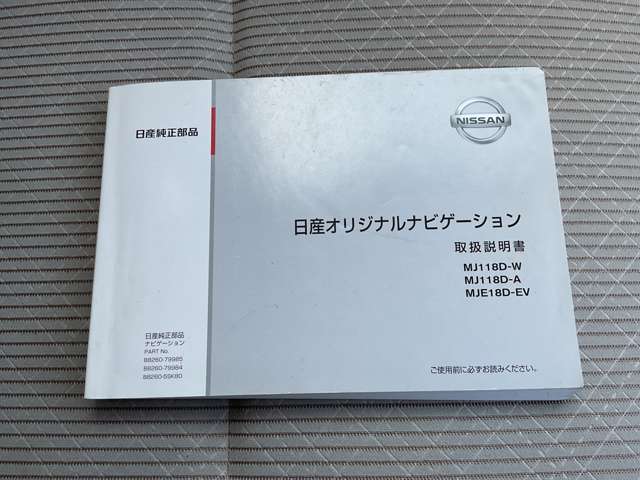 日産純正部品
NISSAN
日産オリジナルナビゲーション
取扱説明書
MJ118D-W
MJ118D-A
MJE18D-EV
日産純正部品
ナビゲーション
PART No.
B8260-79985
B8260-79984
B8260-59K80
ご使用前に必ずお読みください。